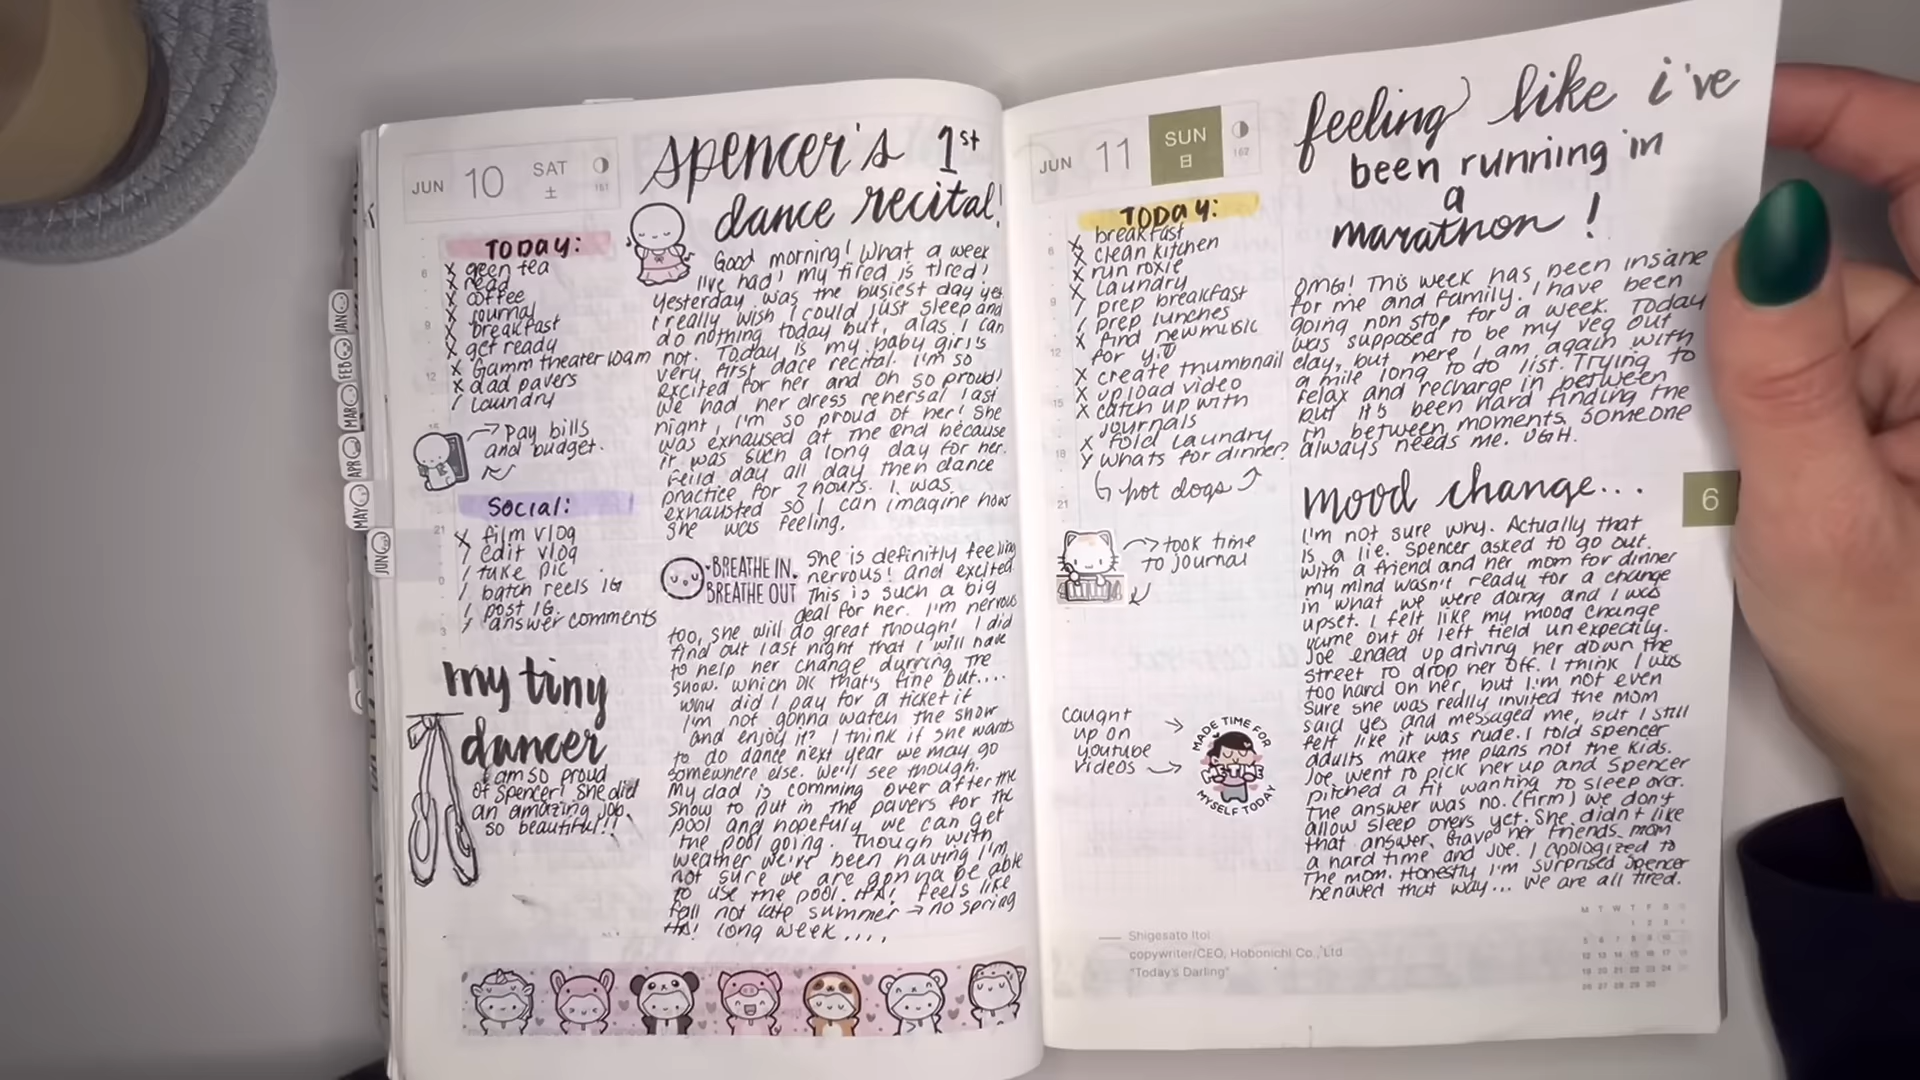 JUN 10 SAT
土
161
TODAY:
x green tea
x read
x coffee
x journal
x breakfast
x get ready
x Gamm theater 10am
x dad pavers
/ laundry
pay bills
and budget.
Social:
x film vlog
/ edit vlog
/ take pic
/ batch reels IG
/ post IG.
/ answer comments
my tiny
dancer
I am so proud
of Spencer! She did
an amazing job.
so beautiful!!
spencer's 1st
dance recital!
Good morning! What a week
I've had! my tired is tired!
Yesterday was the busiest day yet
I really wish I could just sleep and
do nothing today but, alas I can
not. Today is my baby girls
very first dace recital. I'm so
excited for her and oh so proud!
We had her dress rehersal last
night, I'm so proud of her! She
was exhaused at the end because
it was such a long day for her.
Feild day all day then dance
practice for 2 hours. I was
exhausted so I can imagine how
she was feeling.
BREATHE IN.
BREATHE OUT
She is definitly feeling
nervous! and excited
This is such a big
deal for her. I'm nervous
too, she will do great though! I did
find out last night that I will have
to help her change durring the
show. which OK that's fine but....
why did I pay for a ticket if
I'm not gonna watch the show
and enjoy it? I think if she wants
to do dance next year we may go
somewhere else. We'll see though.
My dad is comming over after the
show to put in the pavers for the
pool and hopefuly we can get
the pool going. Though with
weather we've been having I'm
not sure we are gonna be able
to use the pool. HA! feels like
fall not late summer → no spring
HA! long week....
JAN
FEB
MAR
APR
MAY
JUN
JUN 11 SUN
日
162
TODAY:
x breakfast
x clean kitchen
x run roxie
x laundry
/ prep breakfast
/ prep lunches
x find new music
for YT
x create thumbnail
x upload video
x catch up with
journals
x fold laundry
y whats for dinner?
hot dogs
took time
to journal
caught
up on
youtube
videos
MADE TIME FOR
ME TIME
MYSELF TODAY
feeling like i've
been running in
a
marathon!
OMG! This week has been insane
for me and family. I have been
going non stop for a week. Today
was supposed to be my veg out
day, but here I am again with
a mile long to do list. Trying to
relax and recharge in between
but it's been hard finding the
in between moments. Someone
always needs me. UGH.
mood change...
I'm not sure why. Actually that
is a lie. Spencer asked to go out
with a friend and her mom for dinner
my mind wasn't ready for a change
in what we were doing and I was
upset. I felt like my mood change
came out of left field unexpectily.
Joe ended up driving her down the
street to drop her off. I think I was
too hard on her, but I'm not even
sure she was really invited the mom
said yes and messaged me, but I still
felt like it was rude. I told Spencer
adults make the plans not the kids.
Joe went to pick her up and Spencer
pitched a fit wanting to sleep over.
The answer was no. (firm) we don't
allow sleep overs yet. She didn't like
that answer. Gave her friends mom
a hard time and Joe. I apologized to
the mom. Honestly I'm surprised Spencer
behaved that way... we are all tired.
6
Shigesato Itoi
copywriter/CEO, Hobonichi Co., Ltd
"Today's Darling"